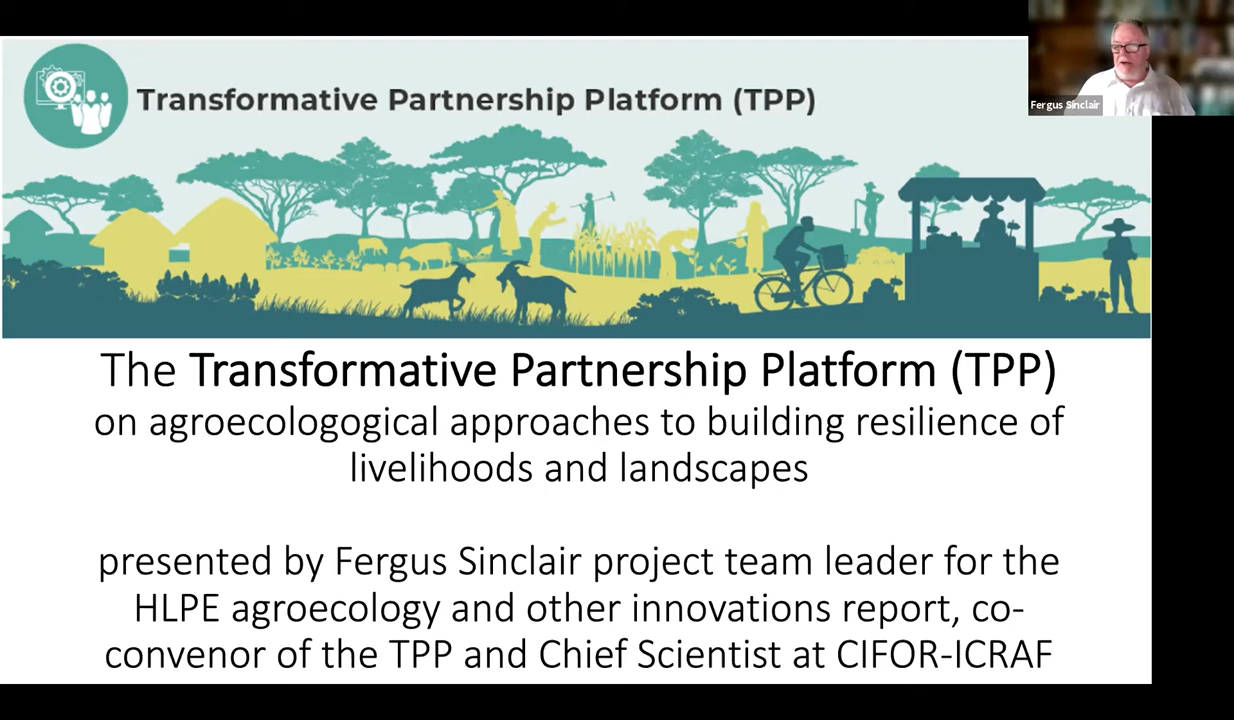 Transformative Partnership Platform (TPP)
Fergus Sinclair
The Transformative Partnership Platform (TPP)
on agroecologogical approaches to building resilience of
livelihoods and landscapes
presented by Fergus Sinclair project team leader for the
HLPE agroecology and other innovations report, co-
convenor of the TPP and Chief Scientist at CIFOR-ICRAF